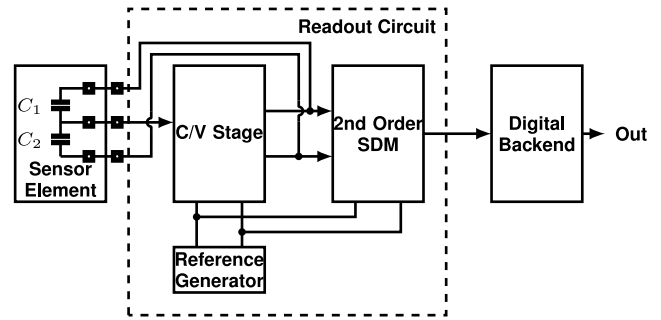 Readout Circuit
C1
C2
Sensor
Element
C/V Stage
2nd Order
SDM
Digital
Backend
Out
Reference
Generator